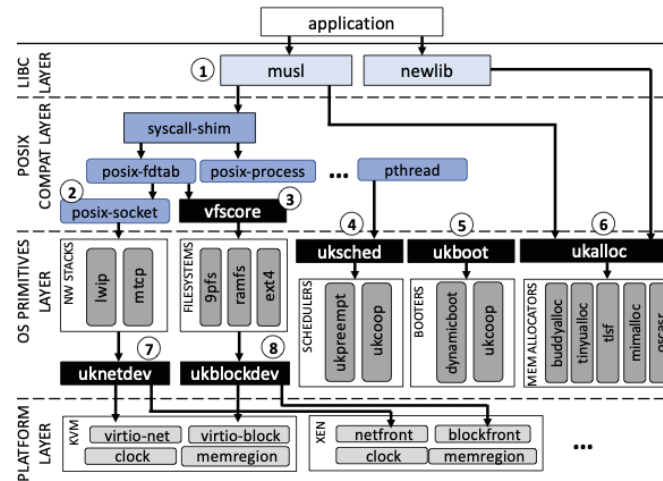 application
LIBC
LAYER
1
musl
newlib
POSIX
COMPAT LAYER
syscall-shim
posix-fdtab
posix-process
...
pthread
2
posix-socket
3
vfscore
4
uksched
5
ukboot
6
ukalloc
OS PRIMITIVES
LAYER
NW STACKS
lwip
mtcp
FILESYSTEMS
9pfs
ramfs
ext4
SCHEDULERS
ukpreempt
ukcoop
BOOTERS
dynamicboot
ukcoop
MEM ALLOCATORS
buddyalloc
tinyualloc
tlsf
mimalloc
oscasr
7
uknetdev
8
ukblockdev
PLATFORM
LAYER
KVM
virtio-net
virtio-block
clock
memregion
XEN
netfront
blockfront
clock
memregion
...